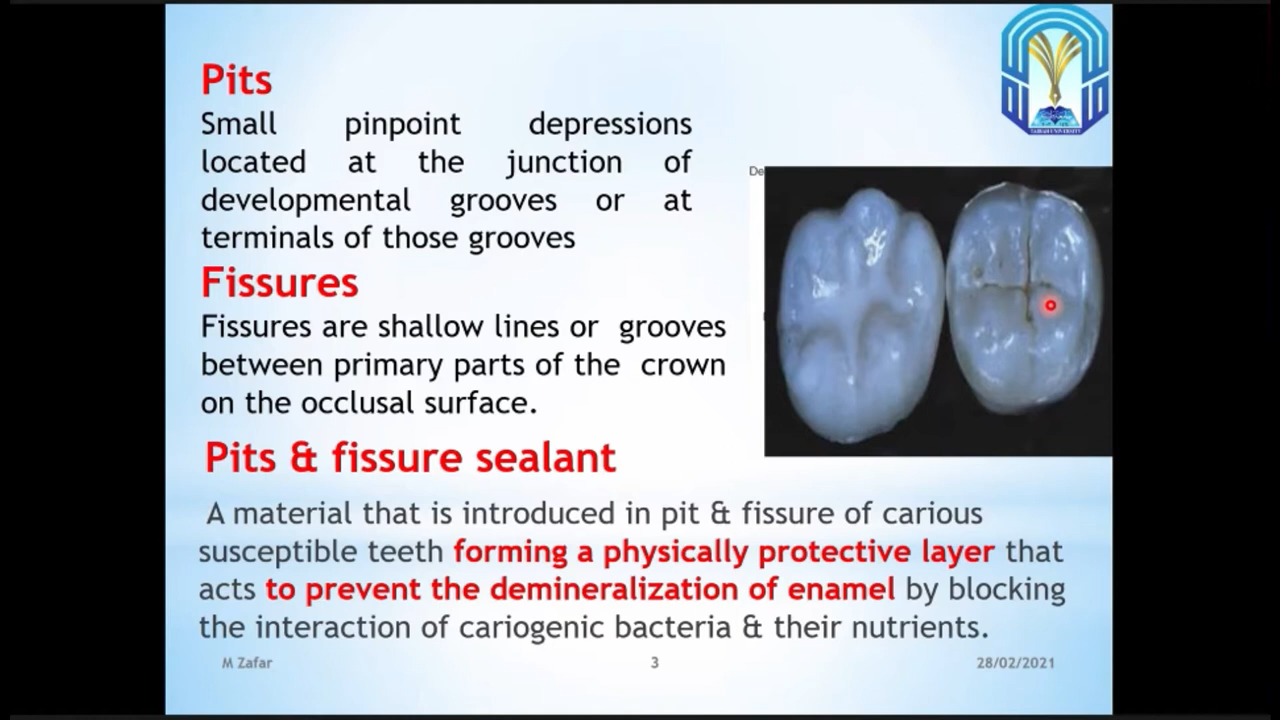 Pits
Small pinpoint depressions
located at the junction of
developmental grooves or at
terminals of those grooves
Fissures
Fissures are shallow lines or grooves
between primary parts of the crown
on the occlusal surface.
Pits & fissure sealant
A material that is introduced in pit & fissure of carious
susceptible teeth forming a physically protective layer that
acts to prevent the demineralization of enamel by blocking
the interaction of cariogenic bacteria & their nutrients.
M Zafar
3
28/02/2021
TAIBAH UNIVERSITY
De